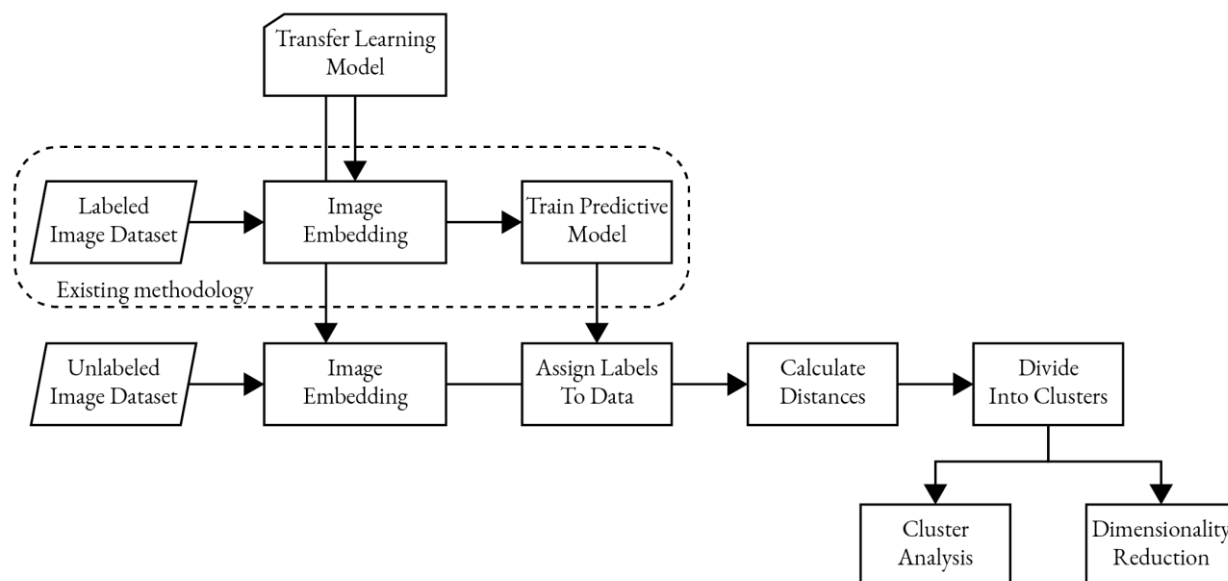 Transfer Learning
Model
Labeled
Image Dataset
Image
Embedding
Train Predictive
Model
Existing methodology
Unlabeled
Image Dataset
Image
Embedding
Assign Labels
To Data
Calculate
Distances
Divide
Into Clusters
Cluster
Analysis
Dimensionality
Reduction